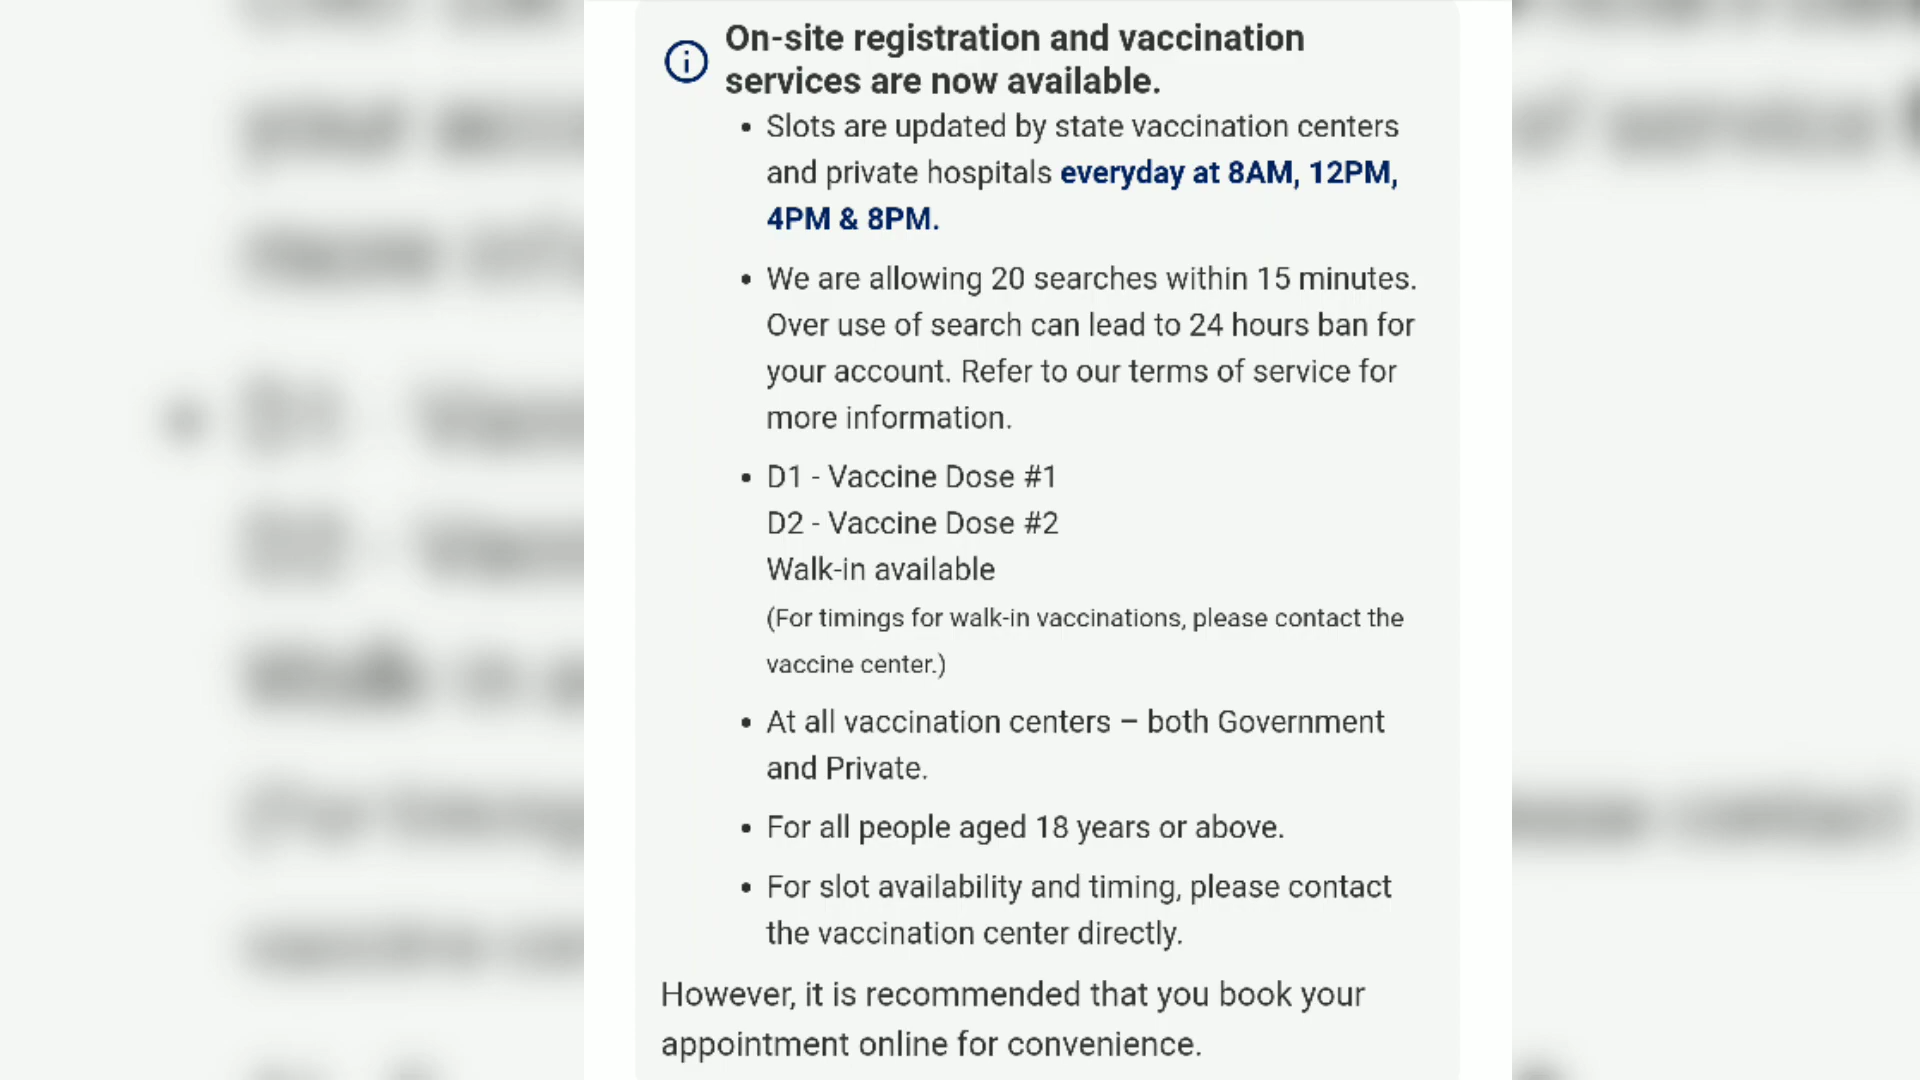 On-site registration and vaccination
services are now available.
• Slots are updated by state vaccination centers
and private hospitals everyday at 8AM, 12PM,
4PM & 8PM.
• We are allowing 20 searches within 15 minutes.
Over use of search can lead to 24 hours ban for
your account. Refer to our terms of service for
more information.
• D1 - Vaccine Dose #1
D2 - Vaccine Dose #2
Walk-in available
(For timings for walk-in vaccinations, please contact the
vaccine center.)
• At all vaccination centers – both Government
and Private.
• For all people aged 18 years or above.
• For slot availability and timing, please contact
the vaccination center directly.
However, it is recommended that you book your
appointment online for convenience.